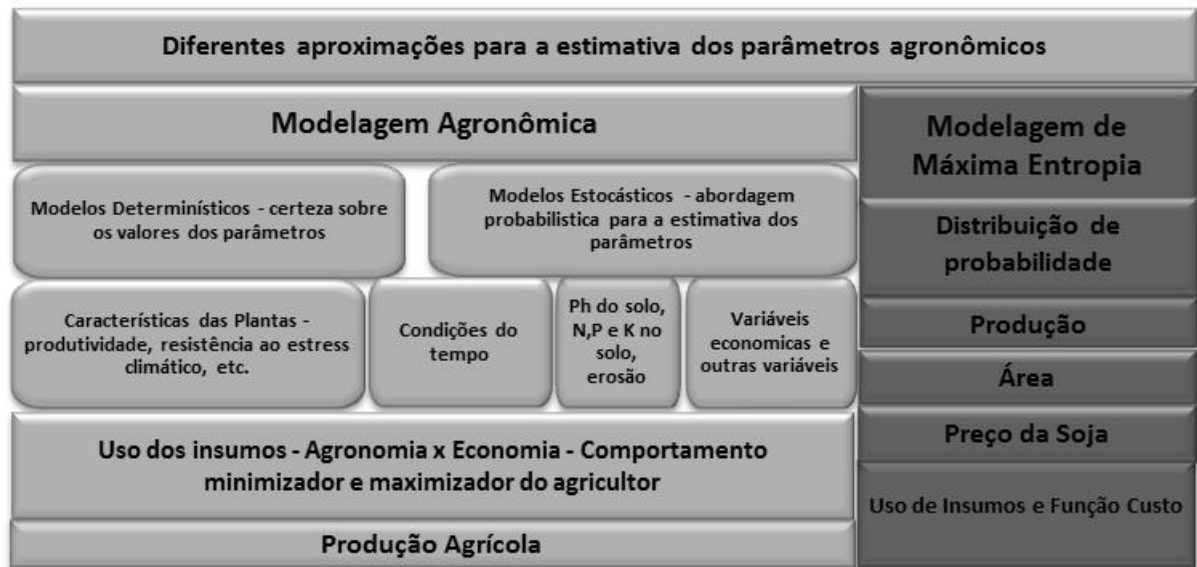 Diferentes aproximações para a estimativa dos parâmetros agronômicos
Modelagem Agronômica
Modelos Determinísticos - certeza sobre
os valores dos parâmetros
Modelos Estocásticos - abordagem
probabilistica para a estimativa dos
parâmetros
Características das Plantas -
produtividade, resistência ao estress
climático, etc.
Condições do
tempo
Ph do solo,
N,P e K no
solo,
erosão
Variáveis
economicas e
outras variáveis
Uso dos insumos - Agronomia x Economia - Comportamento
minimizador e maximizador do agricultor
Produção Agrícola
Modelagem de
Máxima Entropia
Distribuição de
probabilidade
Produção
Área
Preço da Soja
Uso de Insumos e Função Custo